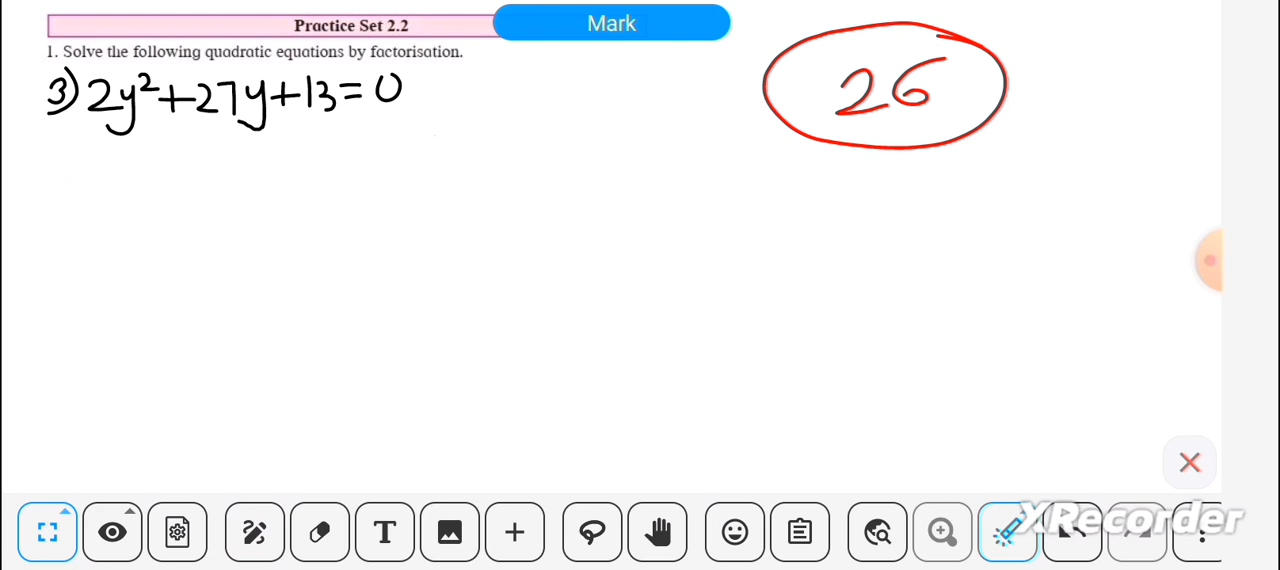 Practice Set 2.2
Mark
1. Solve the following quadratic equations by factorisation.
3) 2y²+27y+13=0
26
T
XRecorder